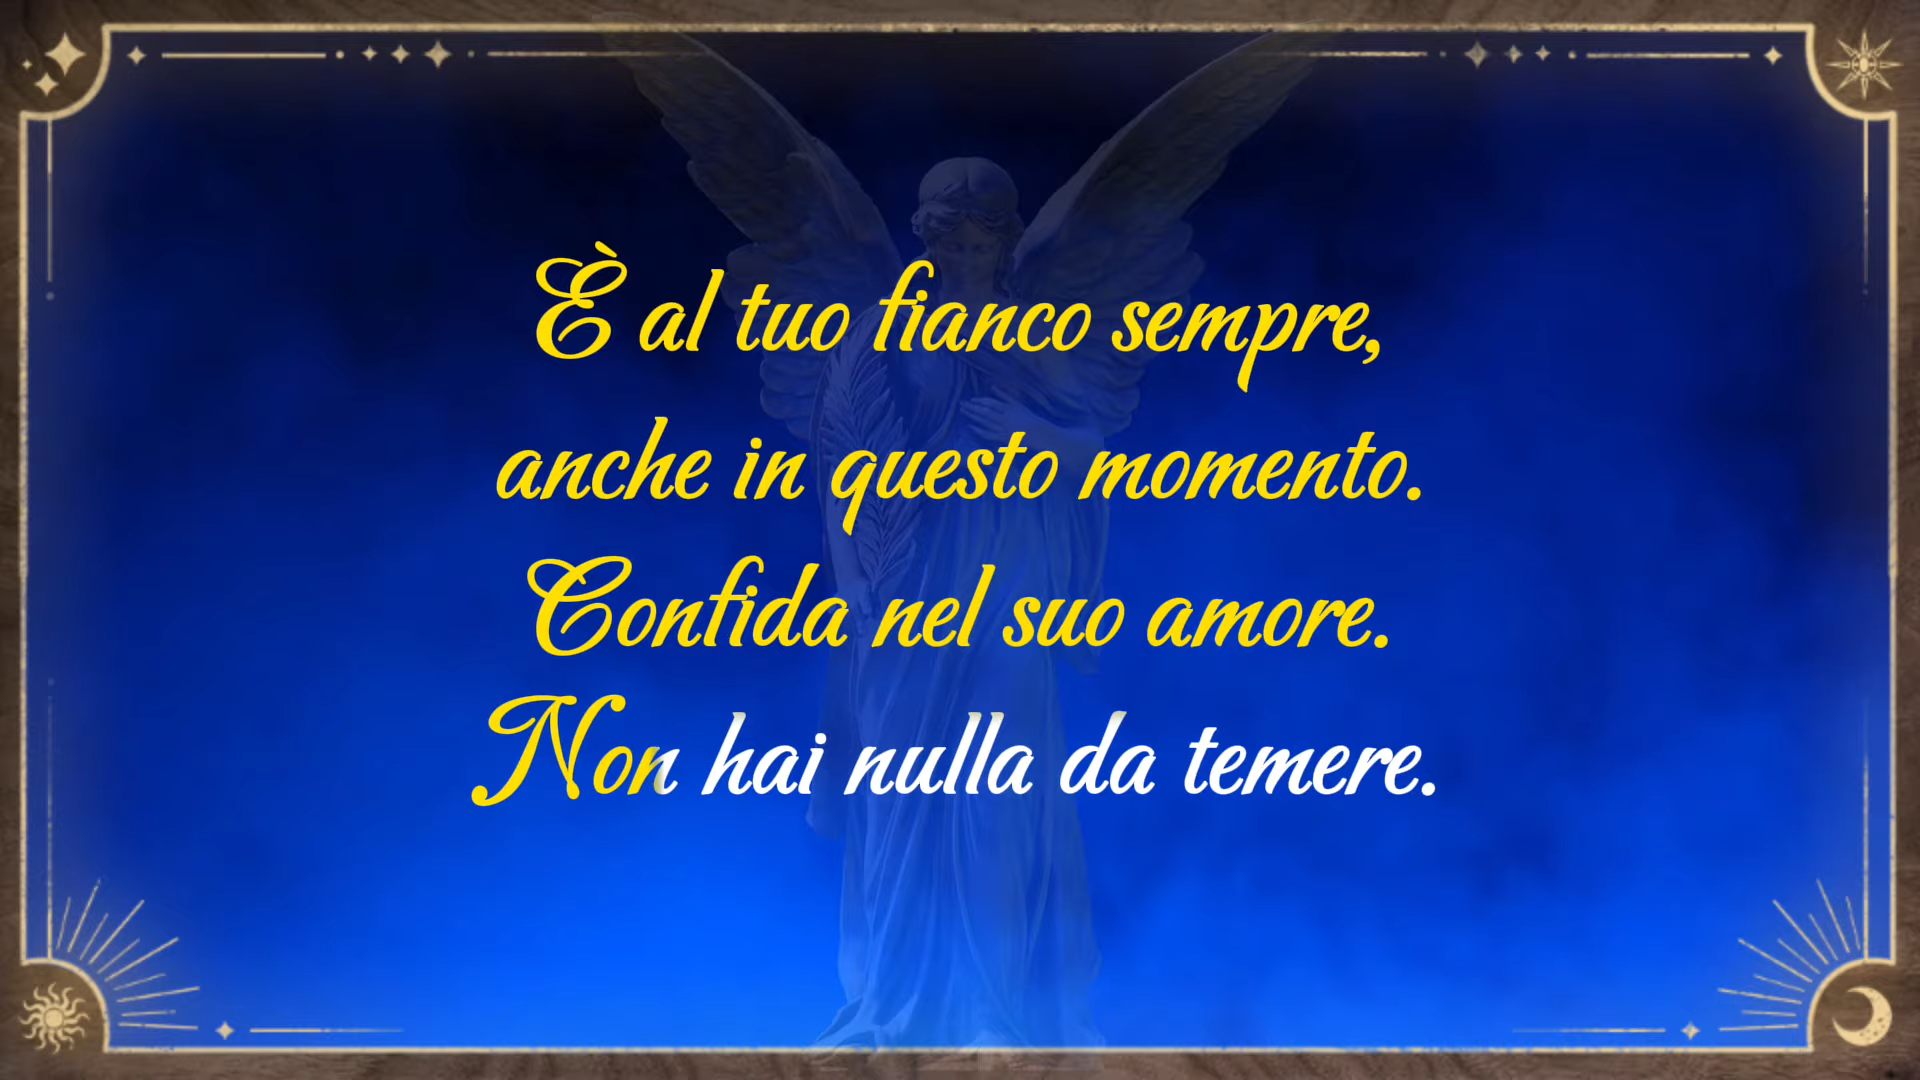 È al tuo fianco sempre,
anche in questo momento.
Confida nel suo amore.
Non hai nulla da temere.